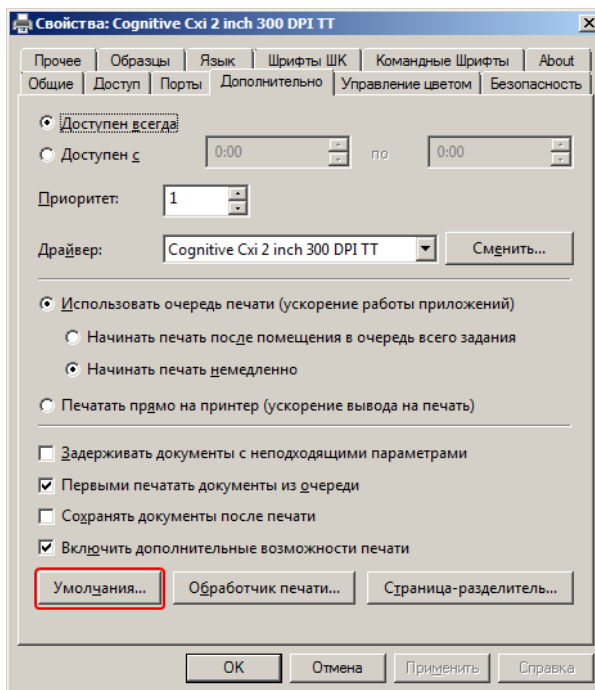 Свойства: Cognitive Cxi 2 inch 300 DPI TT
Прочее Образцы Язык Шрифты ШК Командные Шрифты About
Общие Доступ Порты Дополнительно Управление цветом Безопасность
Доступен всегда
Доступен с 0:00 по 0:00
Приоритет: 1
Драйвер: Cognitive Cxi 2 inch 300 DPI TT Сменить...
Использовать очередь печати (ускорение работы приложений)
Начинать печать после помещения в очередь всего задания
Начинать печать немедленно
Печатать прямо на принтер (ускорение вывода на печать)
Задерживать документы с неподходящими параметрами
Первыми печатать документы из очереди
Сохранять документы после печати
Включить дополнительные возможности печати
Умолчания... Обработчик печати... Страница-разделитель...
ОК Отмена Применить Справка